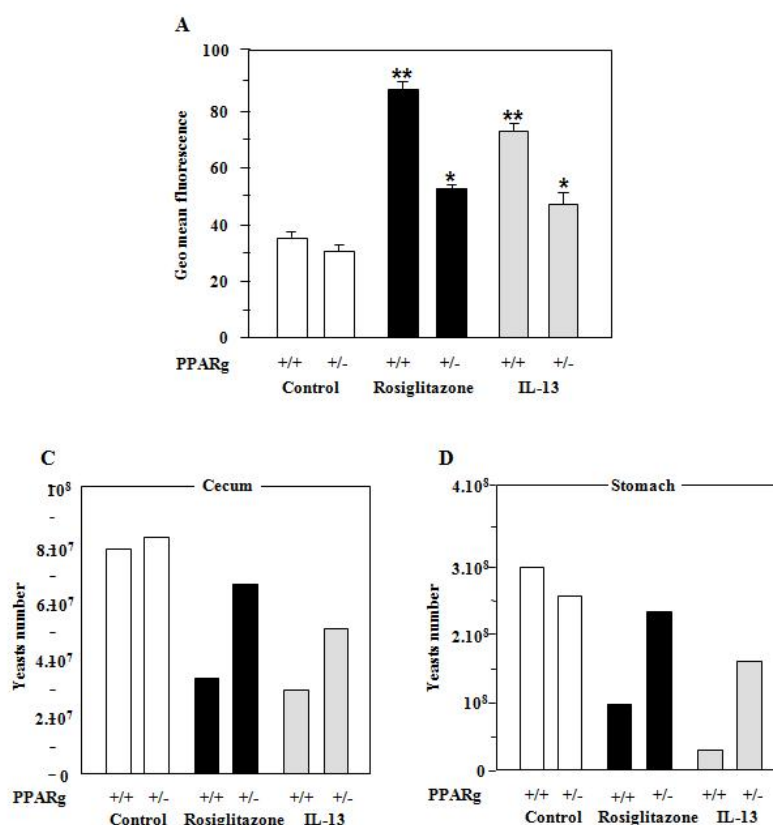 A
100
80
60
40
20
0
Geo mean fluorescence
** * ** *
PPARg +/+ +/- +/+ +/- +/+ +/-
Control Rosiglitazone IL-13
C
Cecum
10⁸
8.10⁷
6.10⁷
4.10⁷
2.10⁷
0
Yeasts number
PPARg +/+ +/- +/+ +/- +/+ +/-
Control Rosiglitazone IL-13
D
Stomach
4.10⁸
3.10⁸
2.10⁸
10⁸
0
Yeasts number
PPARg +/+ +/- +/+ +/- +/+ +/-
Control Rosiglitazone IL-13